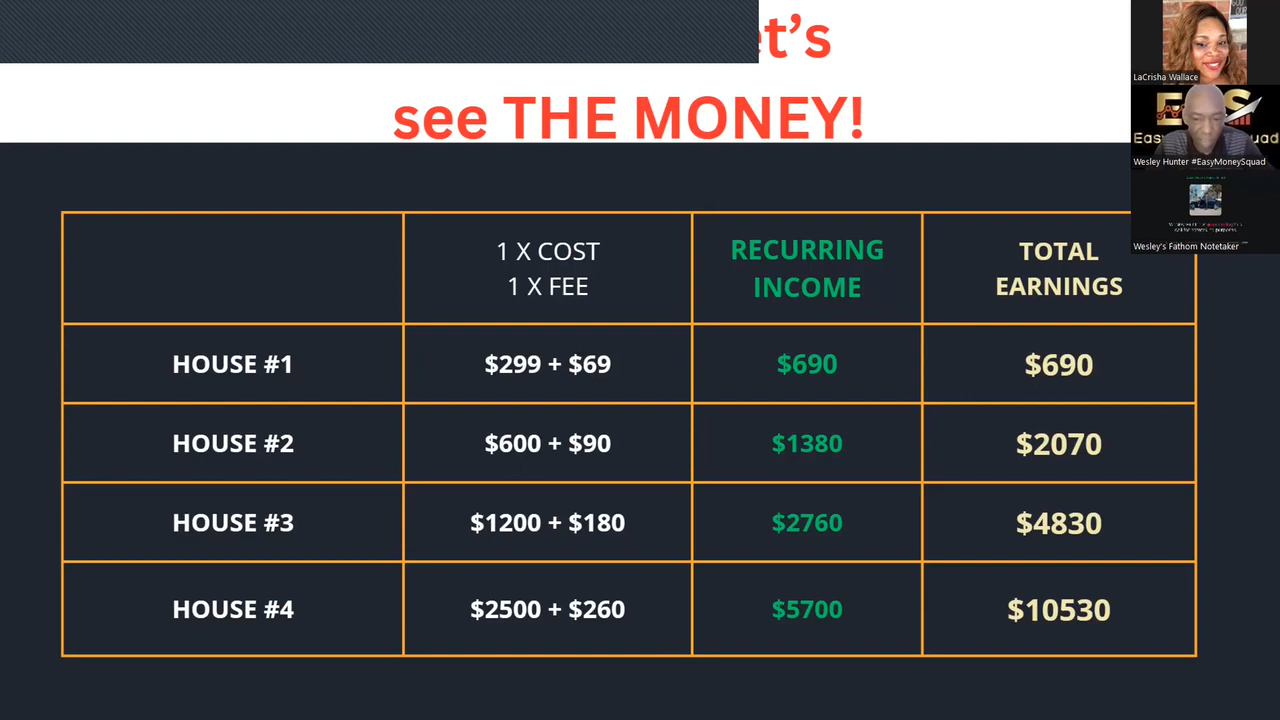 et's
see THE MONEY!
1 X COST
1 X FEE
RECURRING
INCOME
TOTAL
EARNINGS
HOUSE #1
$299 + $69
$690
$690
HOUSE #2
$600 + $90
$1380
$2070
HOUSE #3
$1200 + $180
$2760
$4830
HOUSE #4
$2500 + $260
$5700
$10530
LaCrisha Wallace
Wesley Hunter #EasyMoneySquad
Wesley's Fathom Notetaker